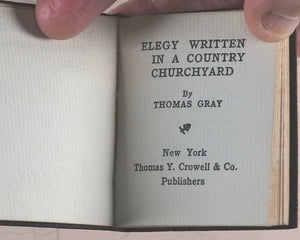 ELEGY WRITTEN
IN A COUNTRY
CHURCHYARD
By
THOMAS GRAY
New York
Thomas Y. Crowell & Co.
Publishers